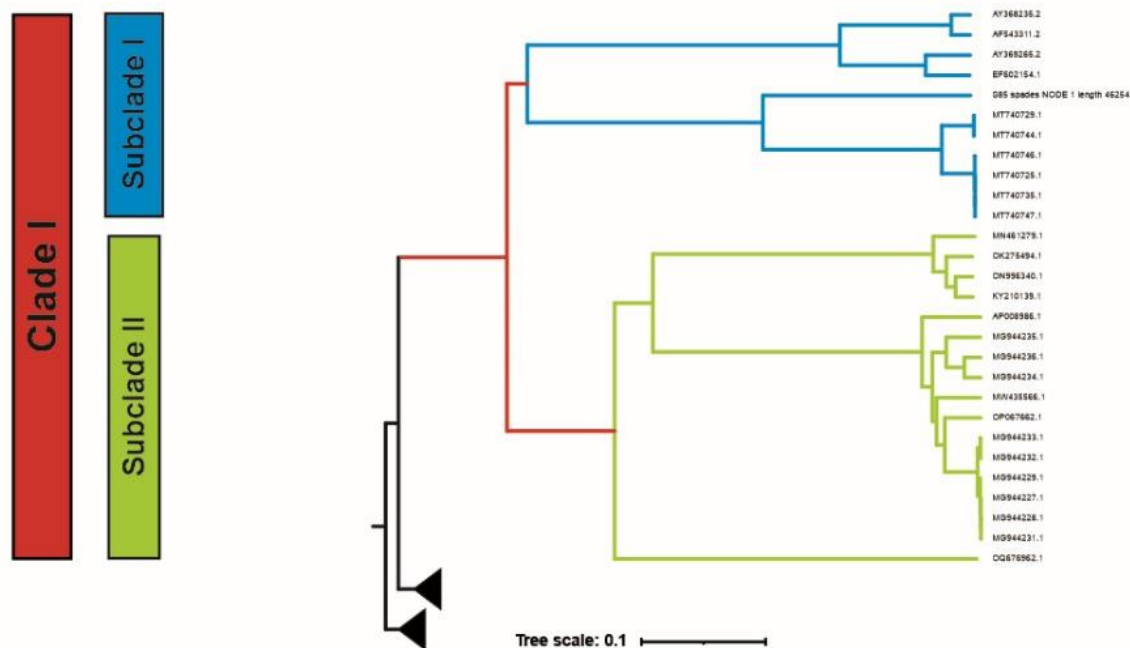 Clade I
Subclade I
Subclade II
AY368235.2
AF543311.2
AY369265.2
EF602154.1
S85 spades NODE 1 length 45254
MT740729.1
MT740744.1
MT740746.1
MT740725.1
MT740735.1
MT740747.1
MN461279.1
OK275494.1
ON996340.1
KY210139.1
AP008986.1
MG944235.1
MG944236.1
MG944234.1
MW435566.1
OP067662.1
MG944233.1
MG944232.1
MG944229.1
MG944227.1
MG944228.1
MG944231.1
DQ676962.1
Tree scale: 0.1